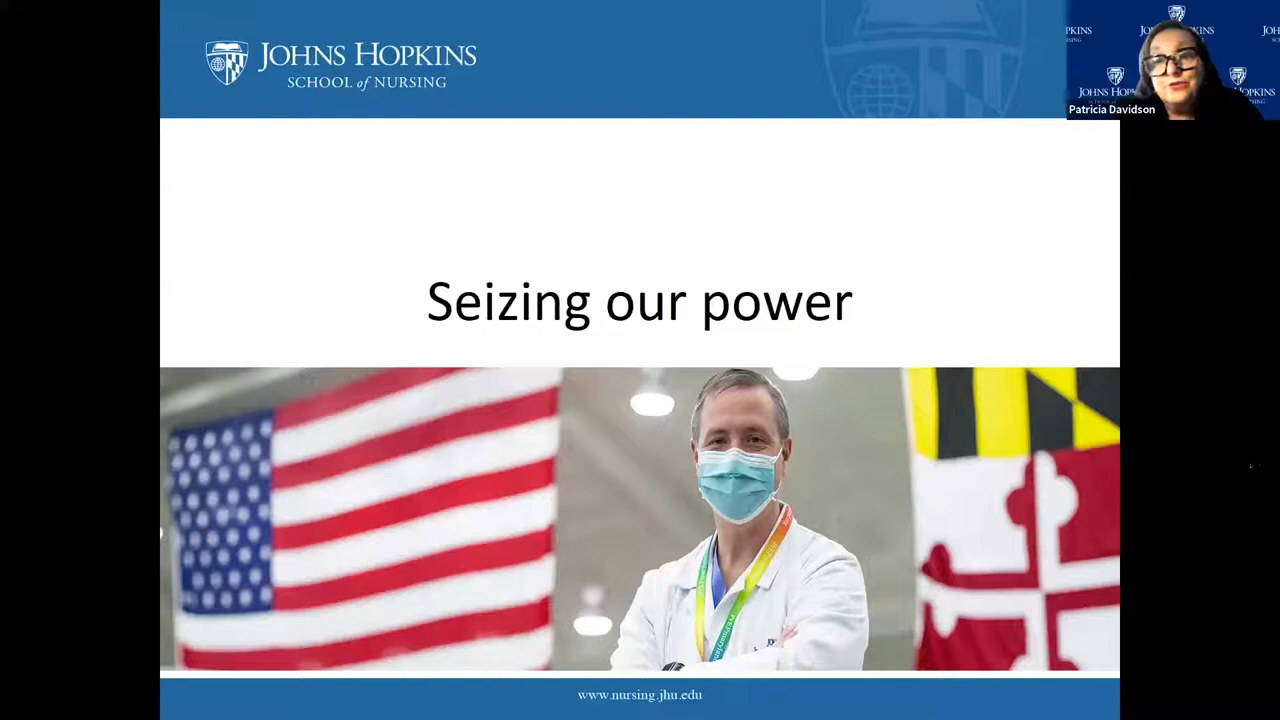 JOHNS HOPKINS
SCHOOL of NURSING
Patricia Davidson
Seizing our power
www.nursing.jhu.edu